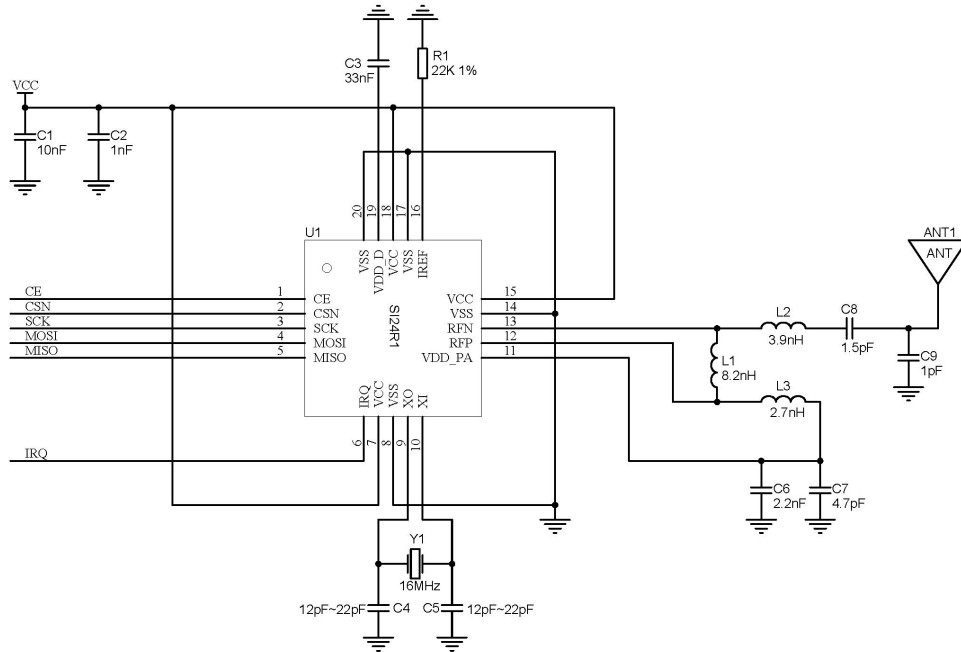 C3
33nF
R1
22K 1%
VCC
C1
10nF
C2
1nF
20
19
18
17
16
U1
VSS
VDD_D
VCC
VSS
IREF
ANT1
ANT
CE
1
CE
CSN
2
CSN
SCK
3
SCK
MOSI
4
MOSI
MISO
5
MISO
SI24R1
VCC
15
VSS
14
RFN
13
RFP
12
VDD_PA
11
L2
3.9nH
C8
1.5pF
C9
1pF
L1
8.2nH
L3
2.7nH
IRQ
VCC
VSS
XO
XI
6
7
8
9
10
IRQ
C6
2.2nF
C7
4.7pF
Y1
16MHz
12pF~22pF
C4
C5
12pF~22pF